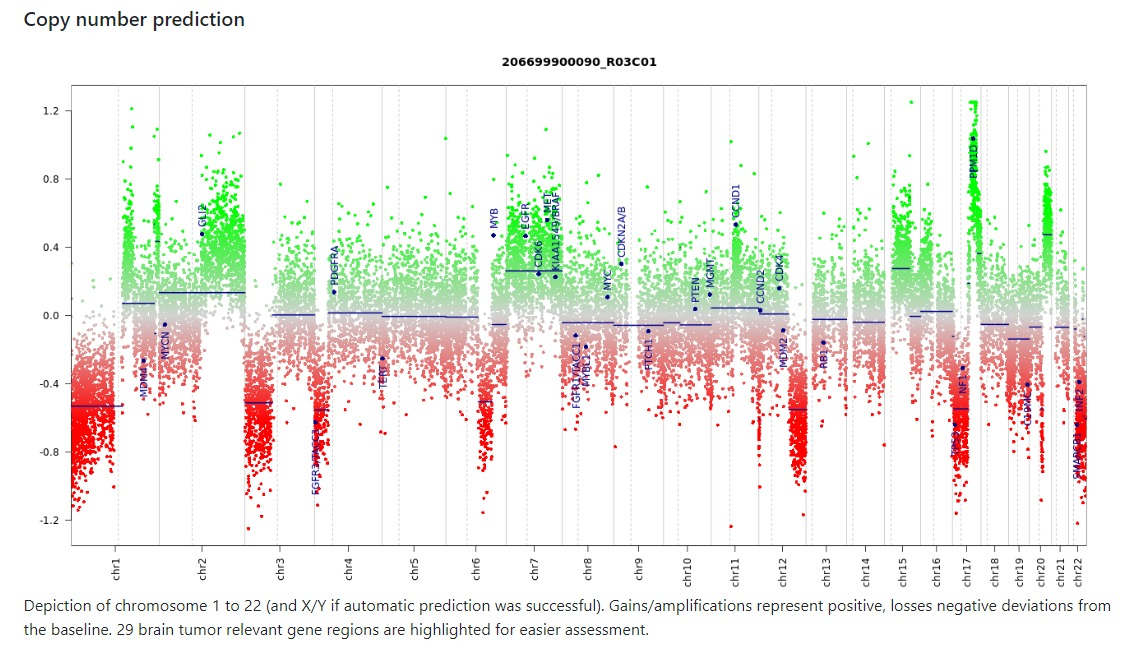 Copy number prediction
206699900090_R03C01
1.2
0.8
0.4
0.0
-0.4
-0.8
-1.2
MDM4
MYCN
GLI2
FGFR3/TACC3
PDGFRA
TERT
MYB
EGFR
CDK6
MET
KIAA1549/BRAF
FGFR1/TACC1
MYBL1
MYC
CDKN2A/B
PTCH1
PTEN
MGMT
CCND1
CCND2
CDK4
MDM2
RB1
NF1
PPM1D
C19MC
SMARCB1
NF2
chr1
chr2
chr3
chr4
chr5
chr6
chr7
chr8
chr9
chr10
chr11
chr12
chr13
chr14
chr15
chr16
chr17
chr18
chr19
chr20
chr21
chr22
Depiction of chromosome 1 to 22 (and X/Y if automatic prediction was successful). Gains/amplifications represent positive, losses negative deviations from
the baseline. 29 brain tumor relevant gene regions are highlighted for easier assessment.